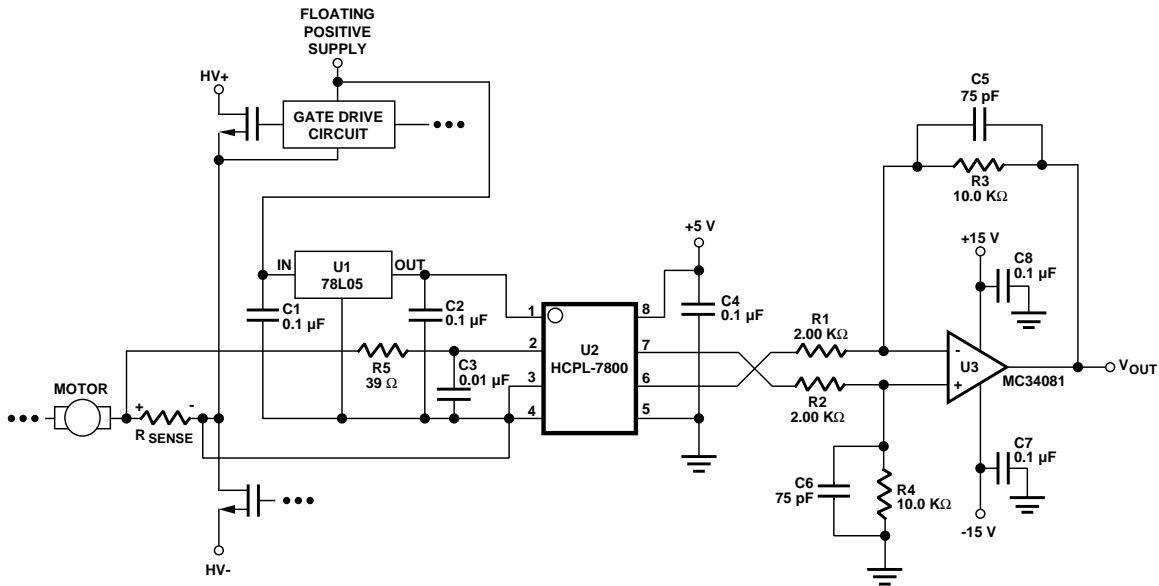 FLOATING
POSITIVE
SUPPLY
HV+
GATE DRIVE
CIRCUIT
•••
C5
75 pF
R3
10.0 KΩ
+5 V
+15 V
C8
0.1 µF
IN
U1
78L05
OUT
C1
0.1 µF
C2
0.1 µF
C4
0.1 µF
1
8
R5
39 Ω
C3
0.01 µF
2
3
4
U2
HCPL-7800
7
6
5
R1
2.00 KΩ
R2
2.00 KΩ
-
+
U3
MC34081
VOUT
MOTOR
•••
+
-
RSENSE
•••
HV-
C6
75 pF
R4
10.0 KΩ
C7
0.1 µF
-15 V